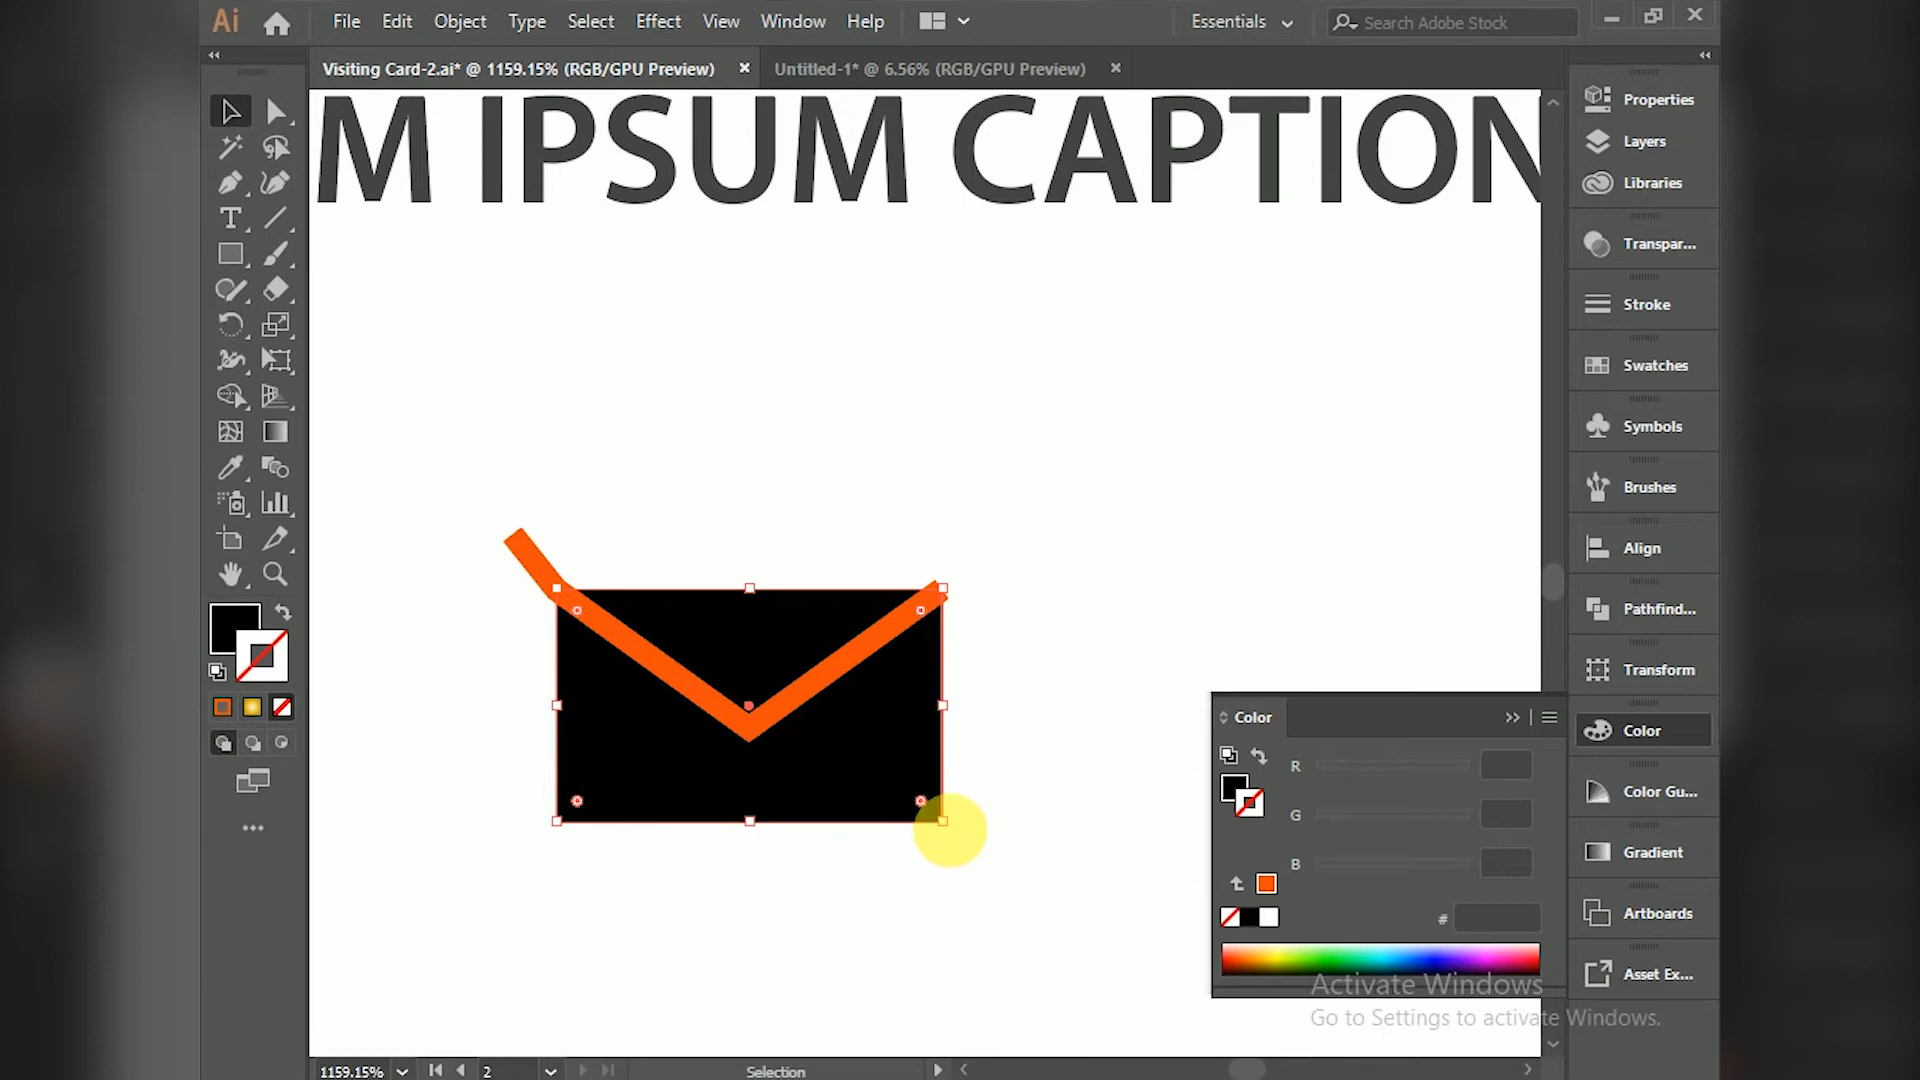 Ai File Edit Object Type Select Effect View Window Help Essentials Search Adobe Stock
Visiting Card-2.ai* @ 1159.15% (RGB/GPU Preview) Untitled-1* @ 6.56% (RGB/GPU Preview)
M IPSUM CAPTION
Properties
Layers
Libraries
Transpar...
Stroke
Swatches
Symbols
Brushes
Align
Pathfind...
Transform
Color
Color Gu...
Gradient
Artboards
Asset Ex...
Color
R
G
B
#
Activate Windows
Go to Settings to activate Windows.
1159.15% 2 Selection